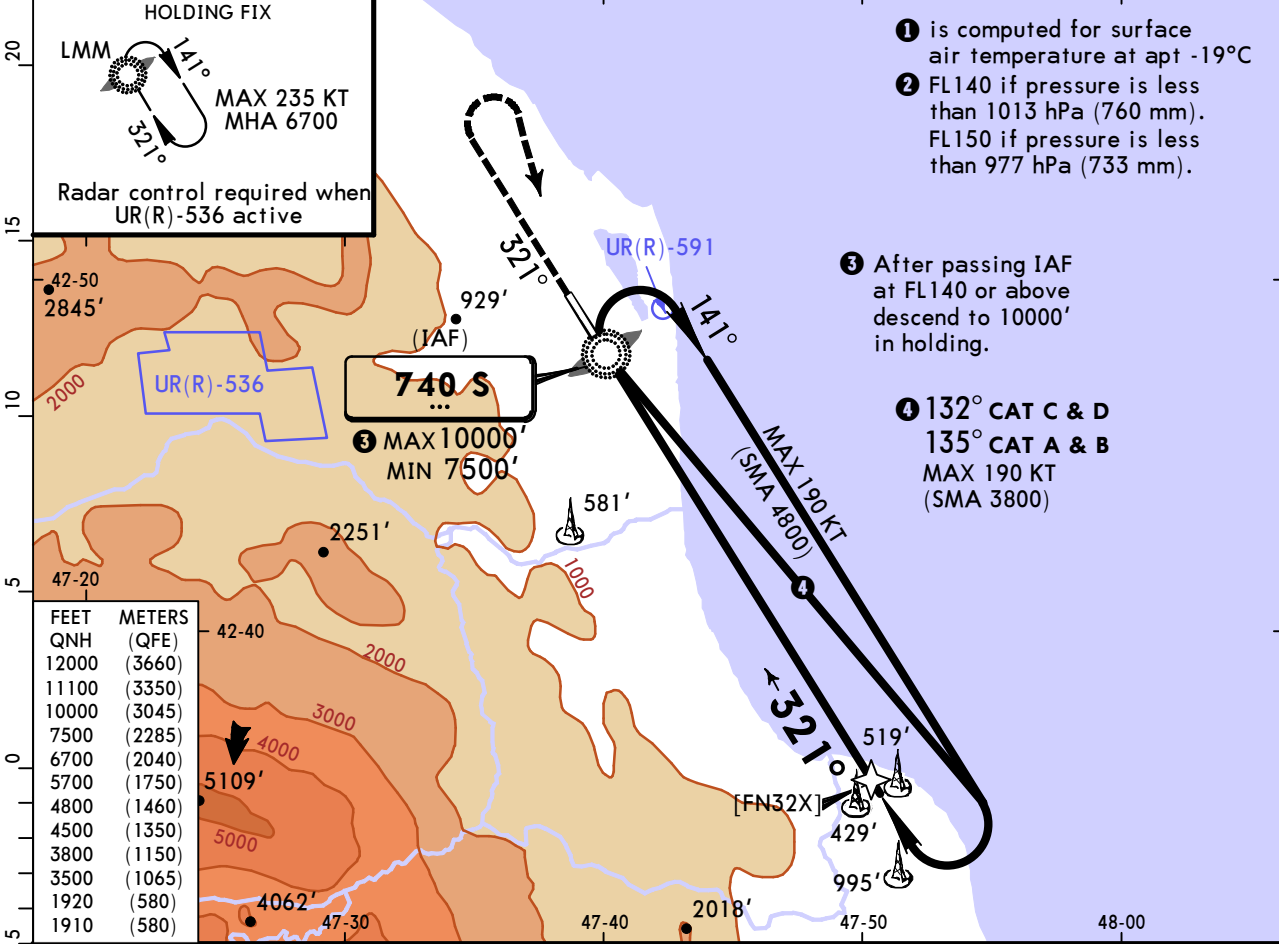 HOLDING FIX
LMM
141°
321°
MAX 235 KT
MHA 6700
Radar control required when
UR(R)-536 active
1 is computed for surface
air temperature at apt -19°C
2 FL140 if pressure is less
than 1013 hPa (760 mm).
FL150 if pressure is less
than 977 hPa (733 mm).
3 After passing IAF
at FL140 or above
descend to 10000'
in holding.
4 132° CAT C & D
135° CAT A & B
MAX 190 KT
(SMA 3800)
20
15
10
5
0
5
42-50
2845'
2000
UR(R)-536
929'
(IAF)
740 S
3 MAX 10000'
MIN 7500'
321°
UR(R)-591
141°
MAX 190 KT
(SMA 4800)
4
581'
2251'
1000
47-20
42-40
2000
3000
4000
5109'
5000
4062'
321°
519'
[FN32X]
429'
995'
2018'
47-30
47-40
47-50
48-00
FEET METERS
QNH (QFE)
12000 (3660)
11100 (3350)
10000 (3045)
7500 (2285)
6700 (2040)
5700 (1750)
4800 (1460)
4500 (1350)
3800 (1150)
3500 (1065)
1920 (580)
1910 (580)